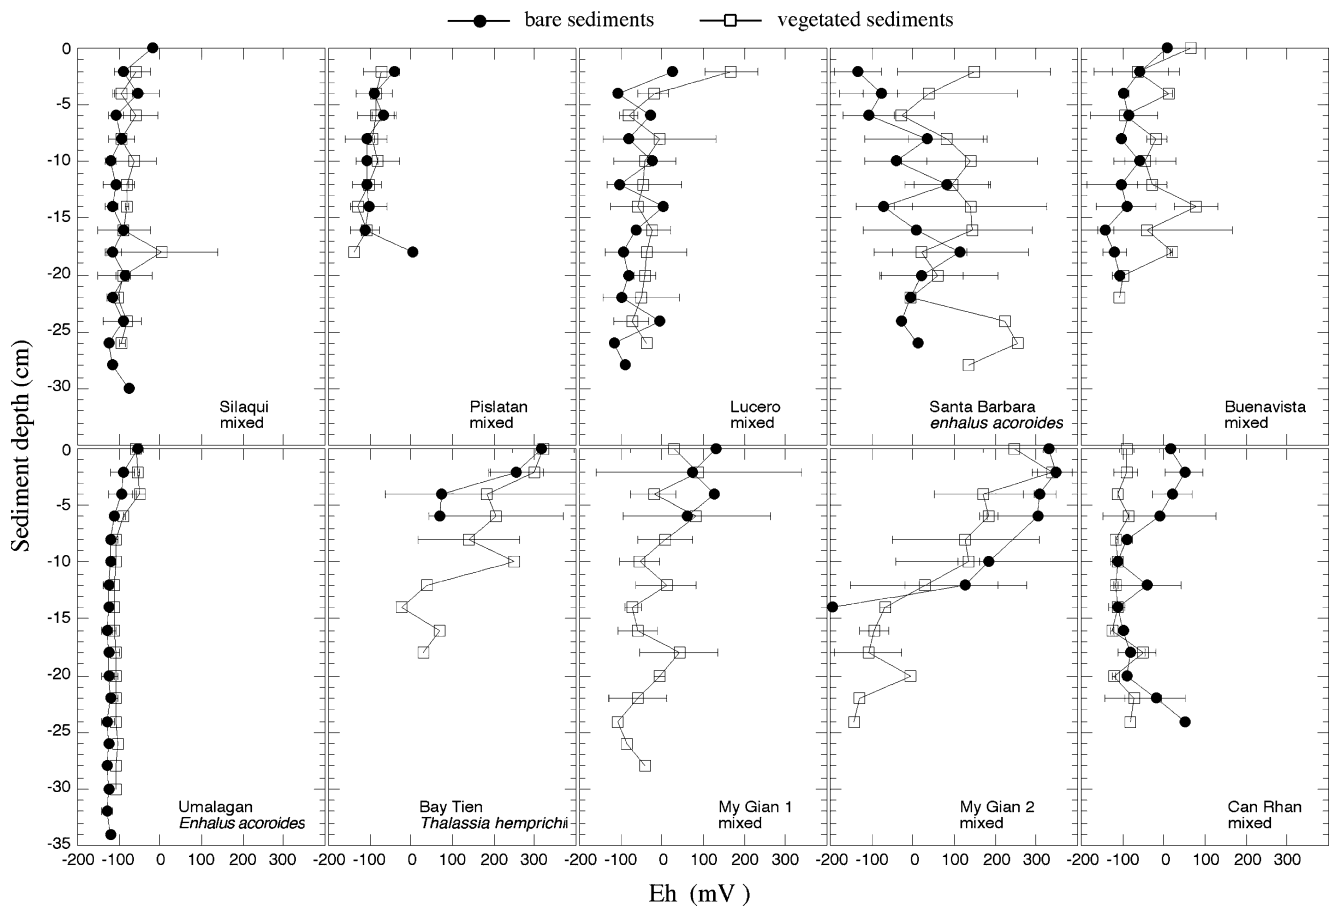 bare sediments vegetated sediments
0
-5
-10
-15
-20
-25
-30
Silaqui
mixed
Pislatan
mixed
Lucero
mixed
Santa Barbara
enhalus acoroides
Buenavista
mixed
Sediment depth (cm)
0
-5
-10
-15
-20
-25
-30
-35
Umalagan
Enhalus acoroides
Bay Tien
Thalassia hemprichii
My Gian 1
mixed
My Gian 2
mixed
Can Rhan
mixed
-200 -100 0 100 200 300 -200 -100 0 100 200 300 -200 -100 0 100 200 300 -200 -100 0 100 200 300 -200 -100 0 100 200 300
Eh (mV )